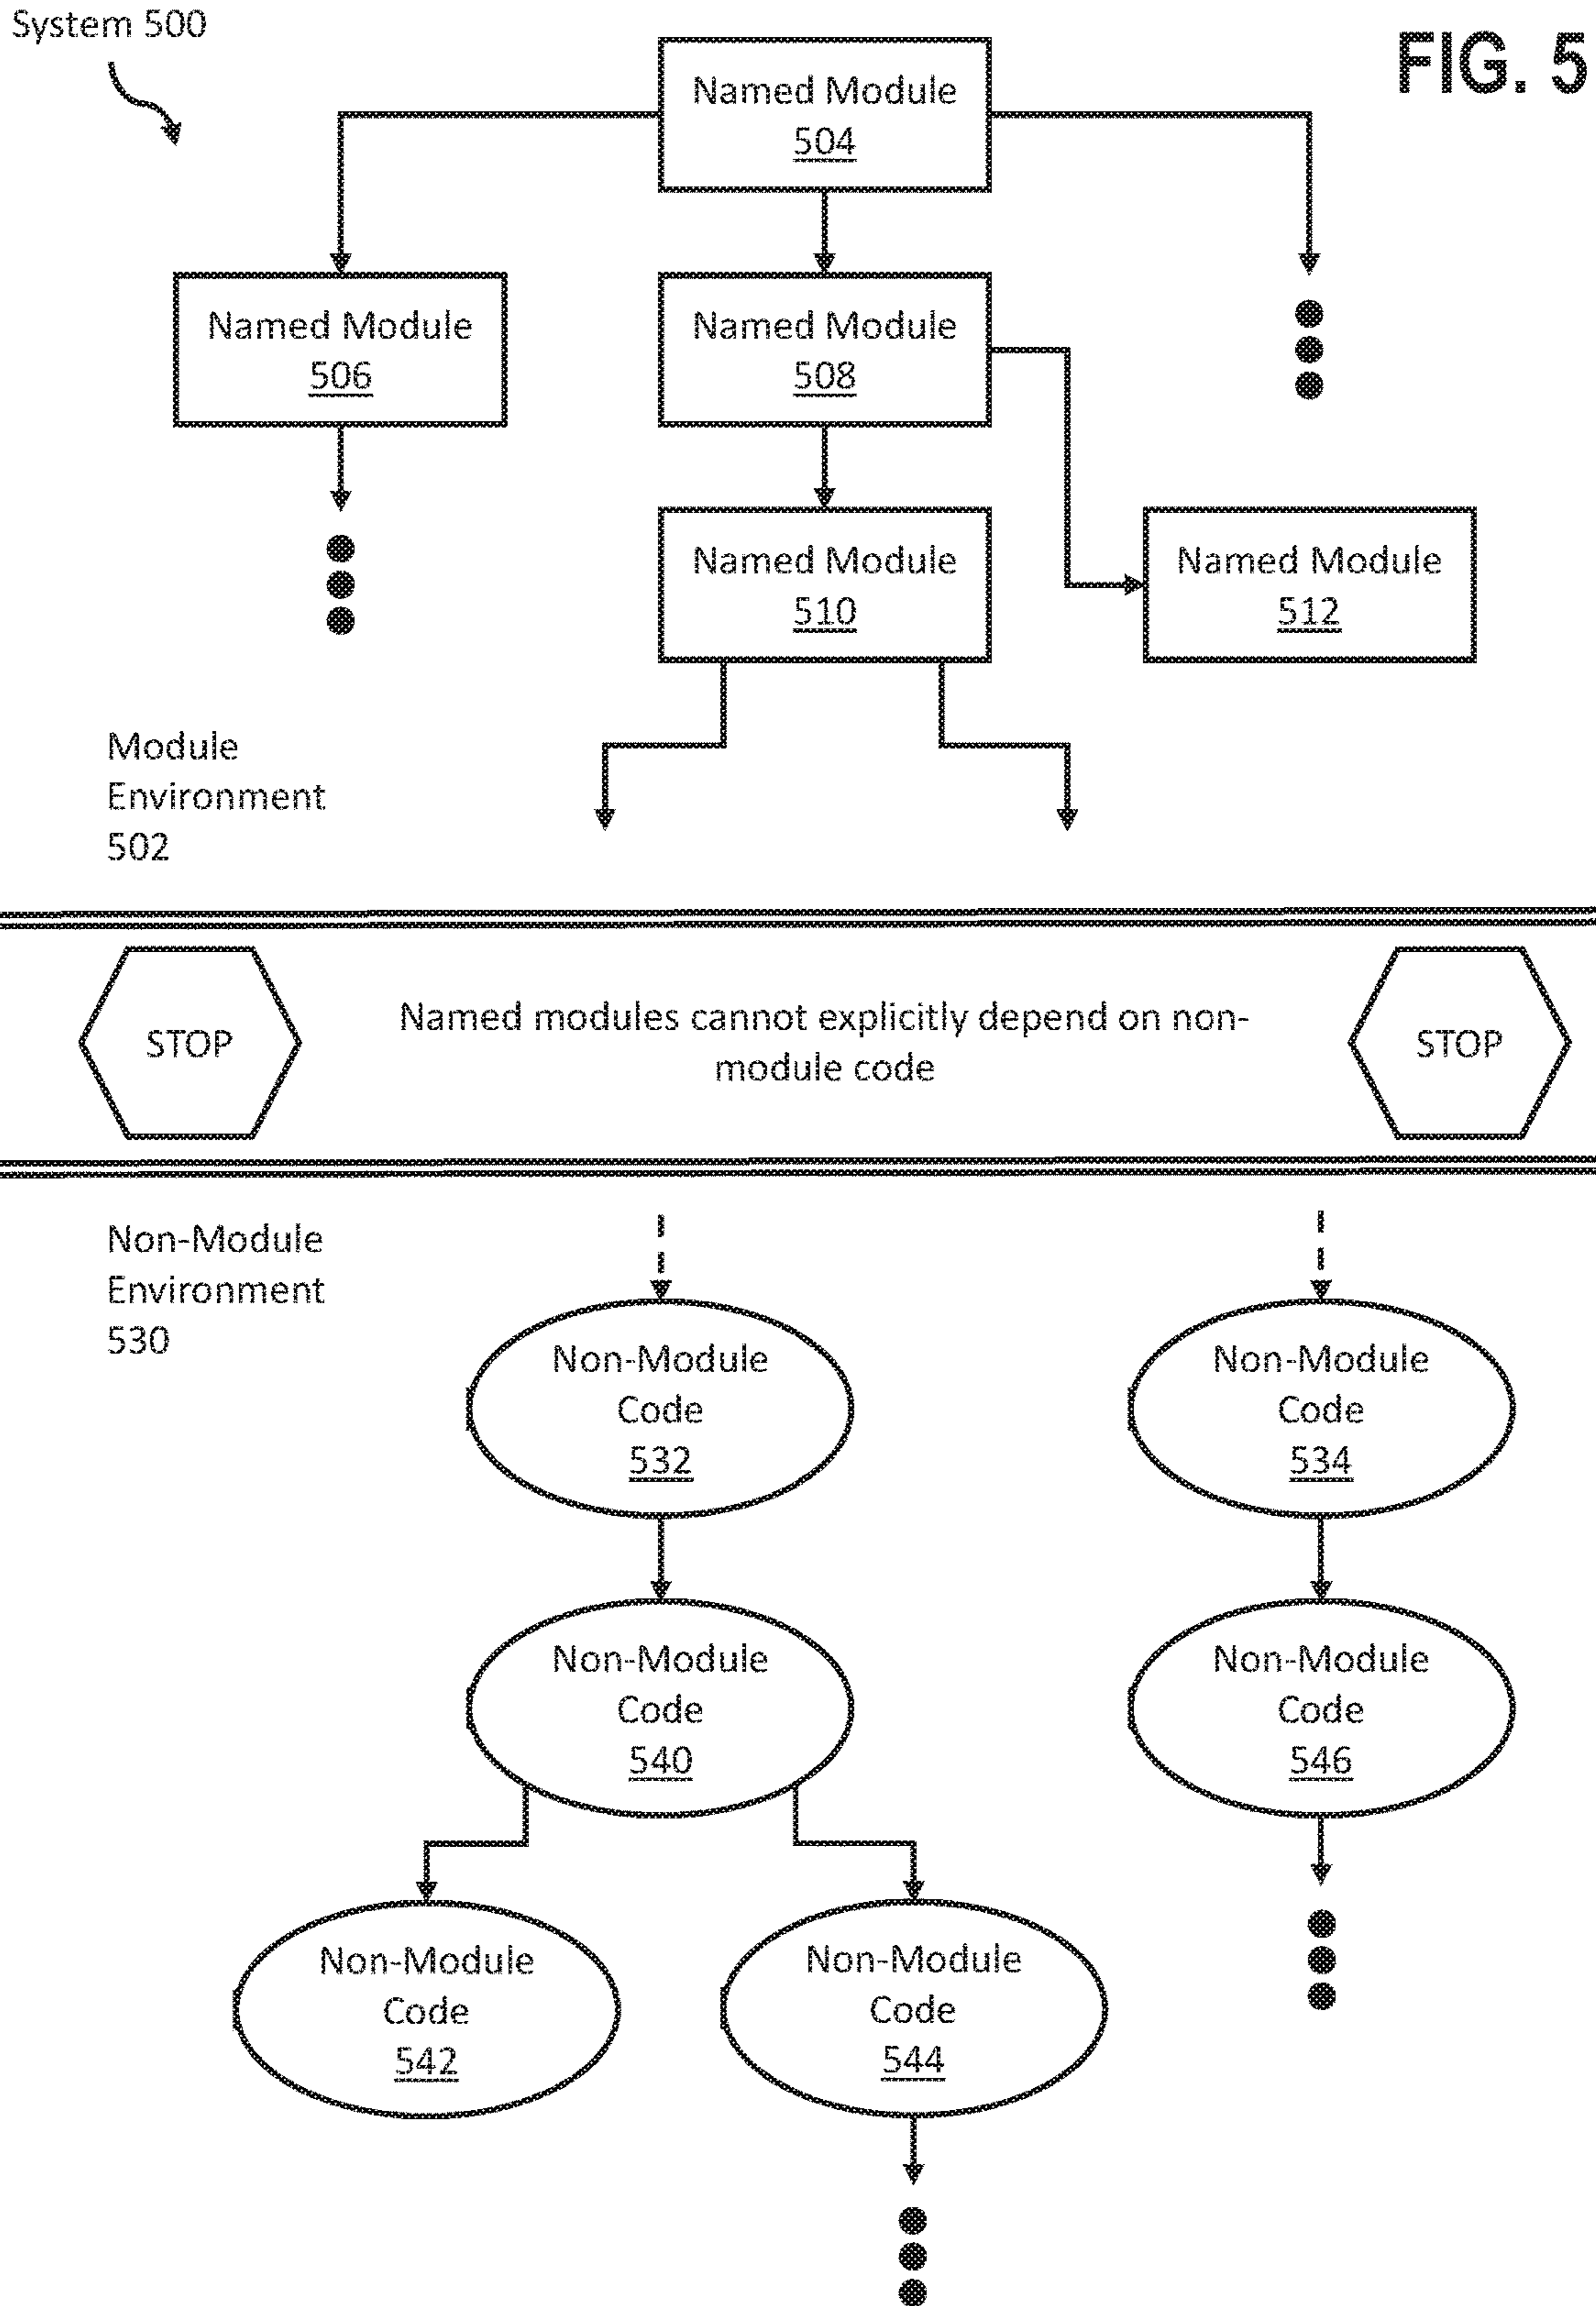 System 500
FIG. 5
Named Module
504
Named Module
506
Named Module
508
Named Module
510
Named Module
512
Module
Environment
502
STOP
Named modules cannot explicitly depend on non-
module code
STOP
Non-Module
Environment
530
Non-Module
Code
532
Non-Module
Code
534
Non-Module
Code
540
Non-Module
Code
546
Non-Module
Code
542
Non-Module
Code
544